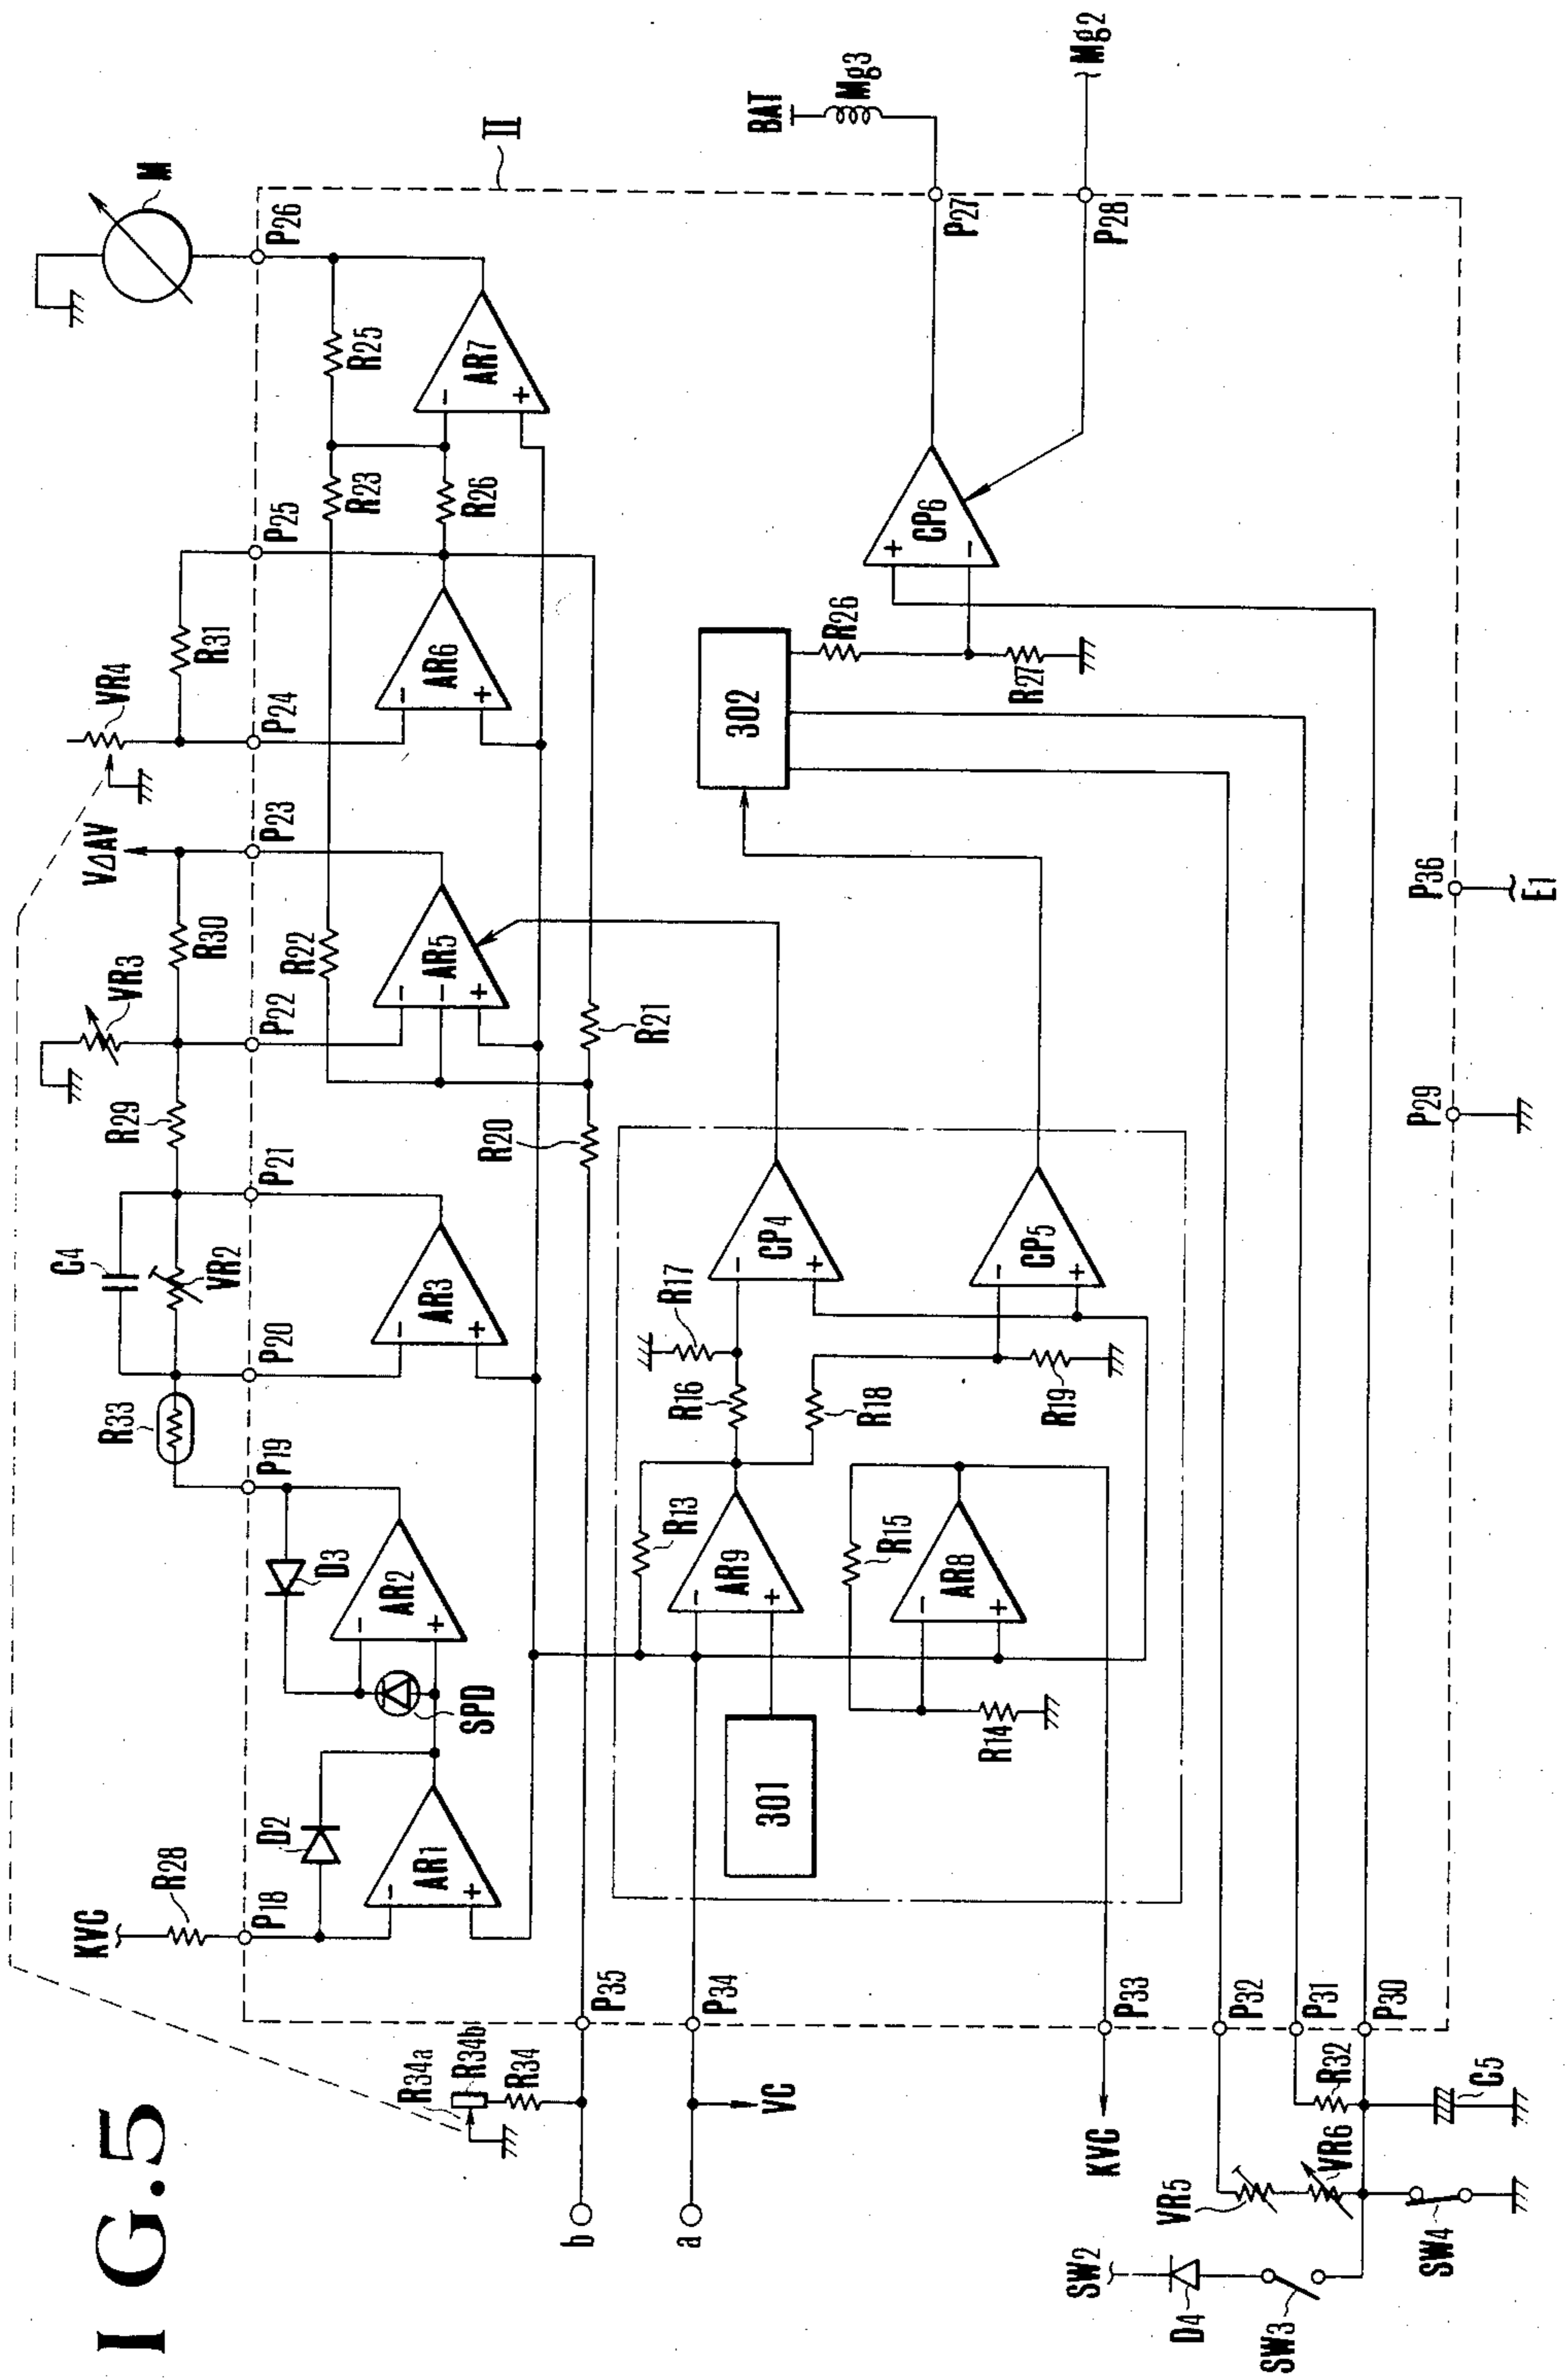 I G.5
KVC
R28
P18
D2
AR1
-
+
D3
AR2
-
+
SPD
P19
R33
P20
C4
VR2
P21
AR3
-
+
R29
VR3
P22
R30
V⊿AV
P23
AR5
-
-
+
R22
R20
R21
VR4
P24
R31
P25
AR6
-
+
R23
R26
R25
AR7
-
+
P26
M
II
R34a
R34b
R34
b
P35
a
P34
VC
301
AR9
-
+
R13
R16
R17
CP4
-
+
R18
R19
CP5
-
+
AR8
-
+
R15
R14
302
R26
R27
CP6
+
-
BAT
Mg3
P27
Mg2
P28
KVC
P33
P32
P31
P30
R32
C5
VR5
VR6
SW2
D4
SW3
SW4
P29
P36
E1